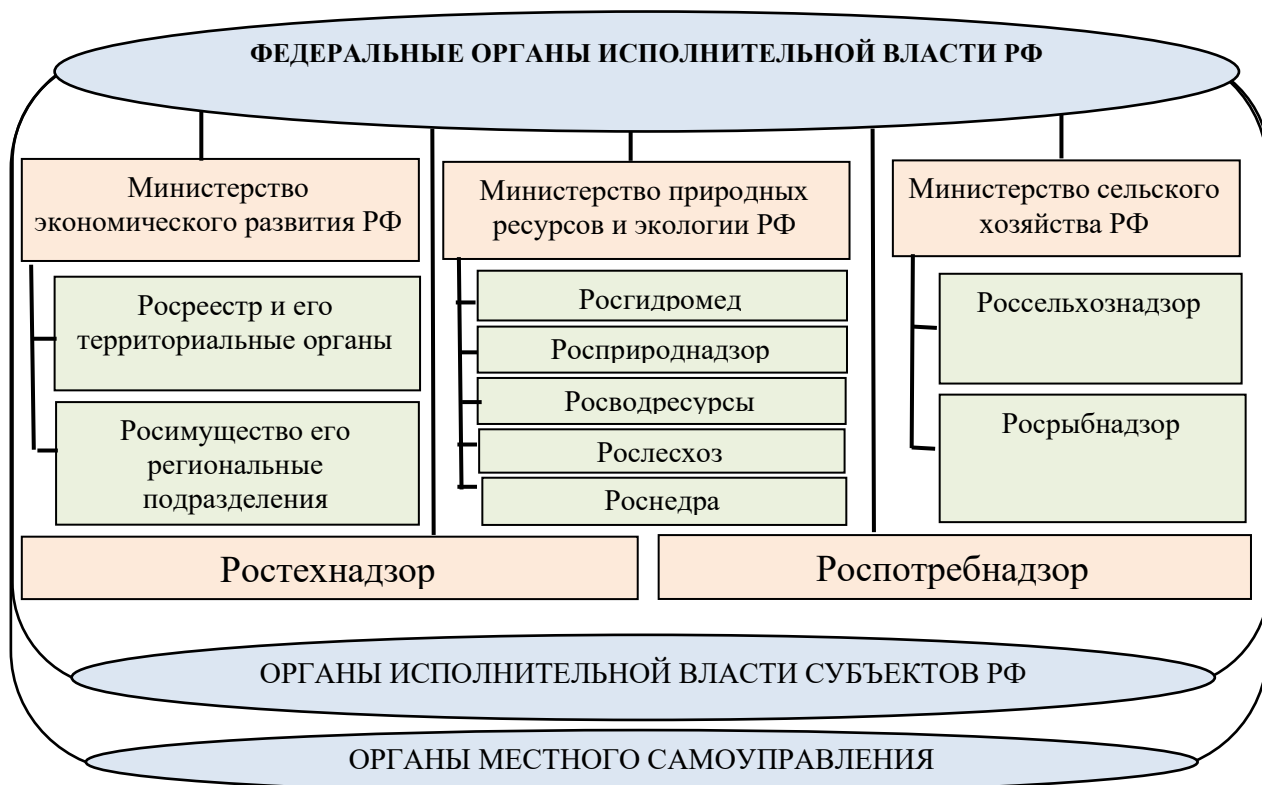 ФЕДЕРАЛЬНЫЕ ОРГАНЫ ИСПОЛНИТЕЛЬНОЙ ВЛАСТИ РФ
Министерство
экономического развития РФ
Росреестр и его
территориальные органы
Росимущество его
региональные
подразделения
Министерство природных
ресурсов и экологии РФ
Росгидромед
Росприроднадзор
Росводресурсы
Рослесхоз
Роснедра
Министерство сельского
хозяйства РФ
Россельхознадзор
Росрыбнадзор
Ростехнадзор
Роспотребнадзор
ОРГАНЫ ИСПОЛНИТЕЛЬНОЙ ВЛАСТИ СУБЪЕКТОВ РФ
ОРГАНЫ МЕСТНОГО САМОУПРАВЛЕНИЯ